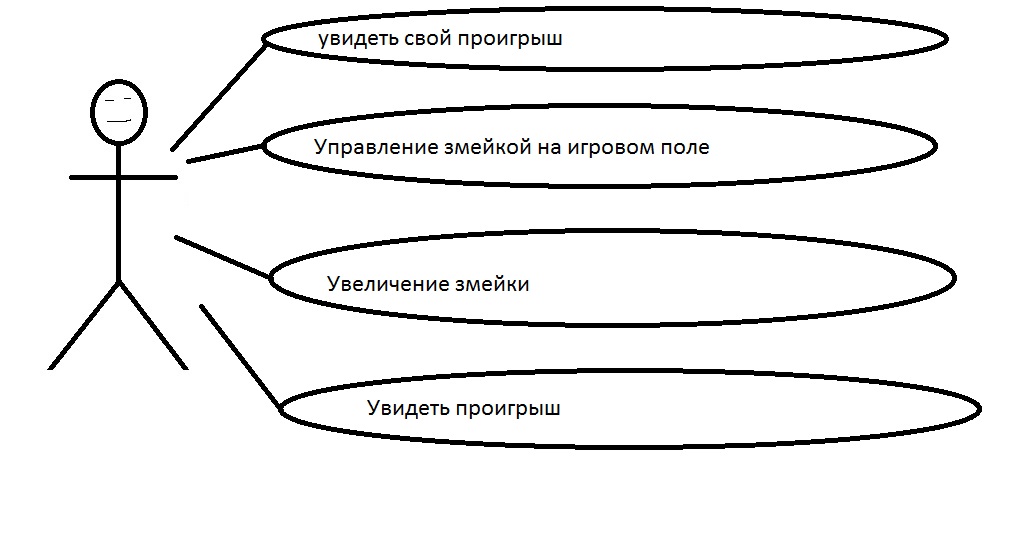 увидеть свой проигрыш
Управление змейкой на игровом поле
Увеличение змейки
Увидеть проигрыш